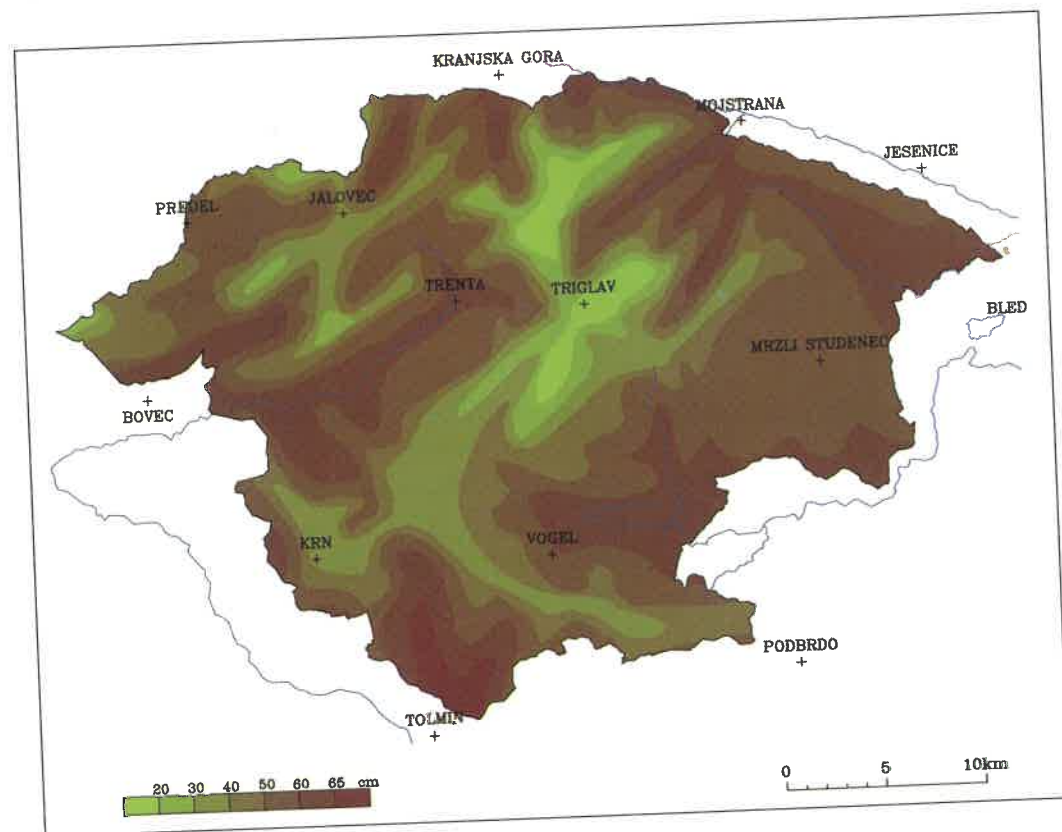 KRANJSKA GORA
MOJSTRANA
JESENICE
PREDEL
JALOVEC
TRENTA
TRIGLAV
BLED
MRZLI STUDENEC
BOVEC
KRN
VOGEL
PODBRDO
TOLMIN
20 30 40 50 60 65 cm
0 5 10km